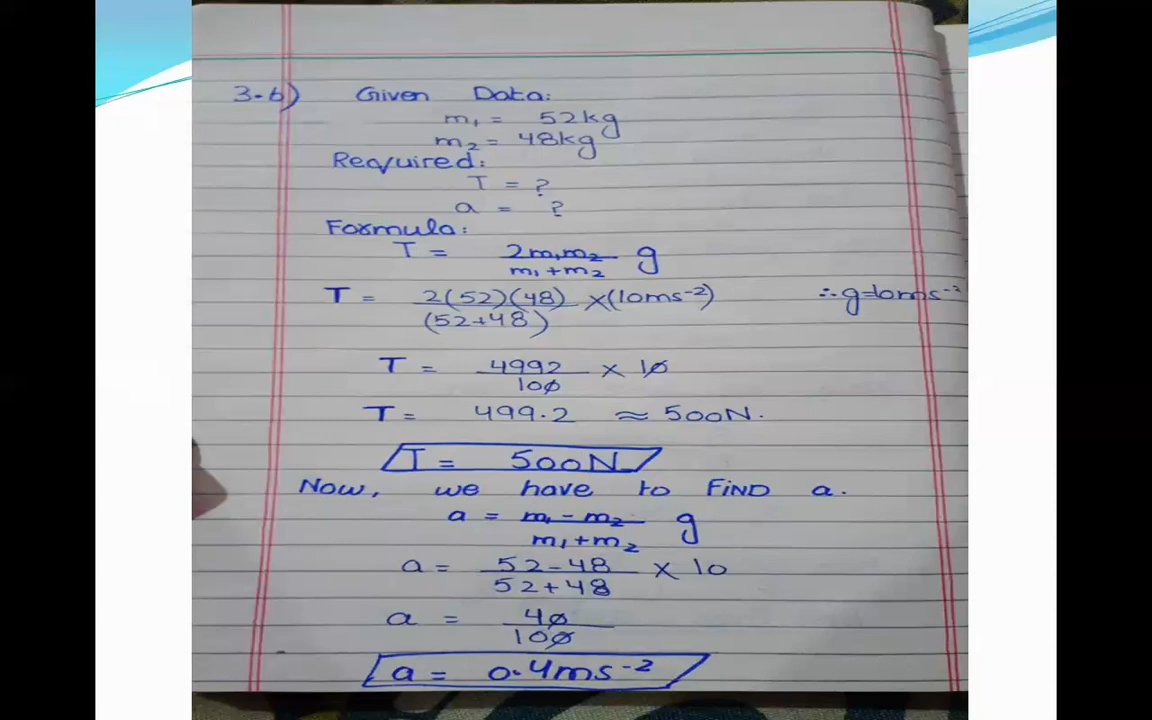 3.6) Given Data:
m₁ = 52kg
m₂ = 48kg
Required:
T = ?
a = ?
Formula:
T = 2m₁m₂ / m₁+m₂ g
T = 2(52)(48) / (52+48) × (10ms⁻²) ∴ g=10ms⁻²
T = 4992 / 100 × 10
T = 499.2 ≈ 500N.
T = 500N
Now, we have to FIND a.
a = m₁ - m₂ / m₁+m₂ g
a = 52-48 / 52+48 × 10
a = 40 / 100
a = 0.4ms⁻²